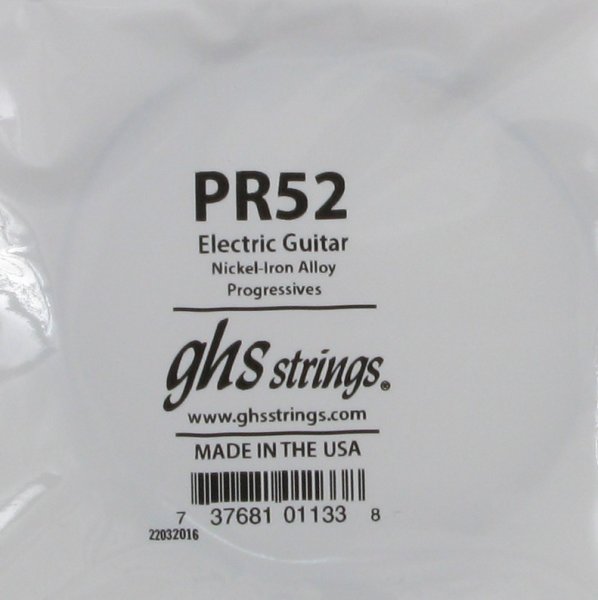 PR52
Electric Guitar
Nickel-Iron Alloy
Progressives
ghs strings®
www.ghsstrings.com
MADE IN THE USA
7 37681 01133 8
22032016